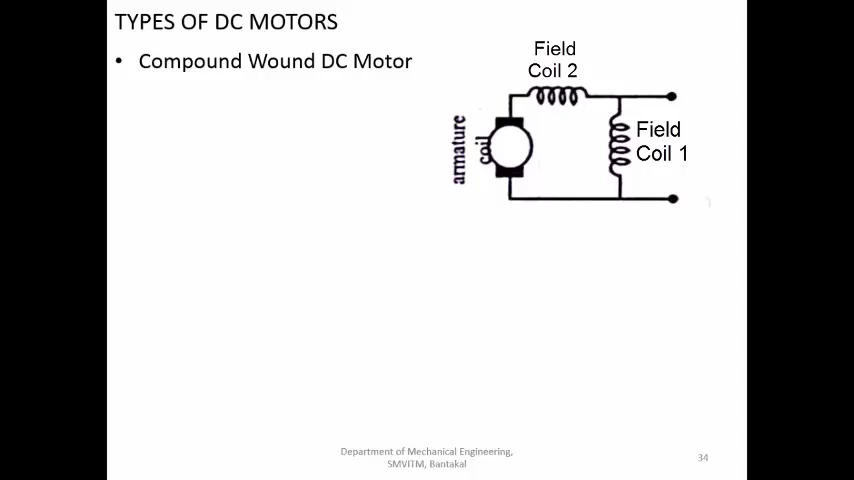 TYPES OF DC MOTORS
• Compound Wound DC Motor
Field
Coil 2
armature
coil
Field
Coil 1
Department of Mechanical Engineering,
SMVITM, Bantakal
34